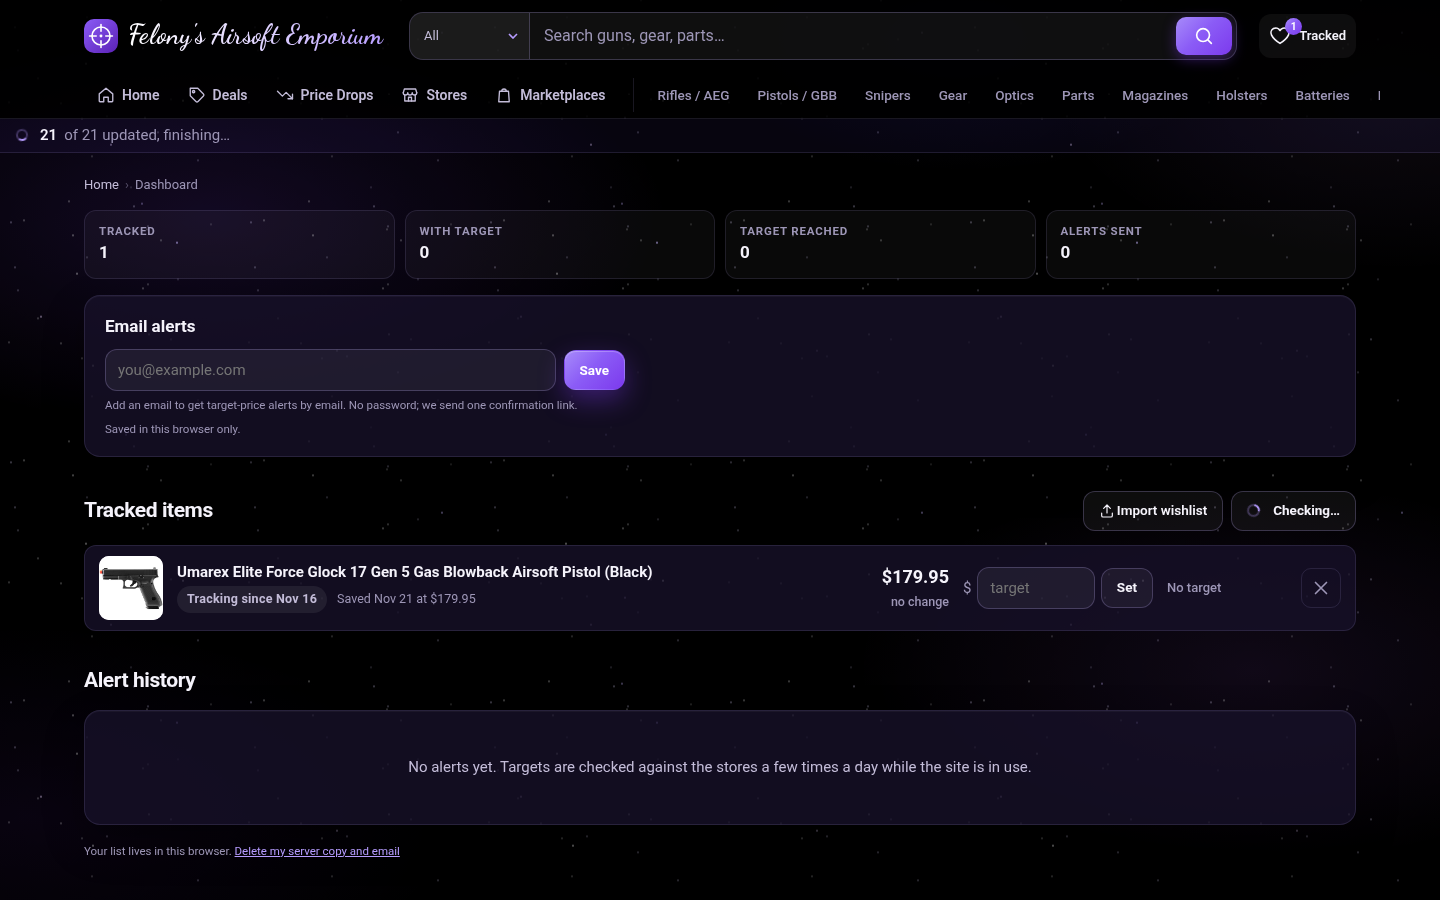 Felony's Airsoft Emporium
All
Search guns, gear, parts...
1
Tracked
Home
Deals
Price Drops
Stores
Marketplaces
Rifles / AEG
Pistols / GBB
Snipers
Gear
Optics
Parts
Magazines
Holsters
Batteries
21 of 21 updated, finishing...
Home › Dashboard
TRACKED
1
WITH TARGET
0
TARGET REACHED
0
ALERTS SENT
0
Email alerts
you@example.com
Save
Add an email to get target-price alerts by email. No password; we send one confirmation link.
Saved in this browser only.
Tracked items
Import wishlist
Checking...
Umarex Elite Force Glock 17 Gen 5 Gas Blowback Airsoft Pistol (Black)
Tracking since Nov 16
Saved Nov 21 at $179.95
$179.95
no change
$
target
Set
No target
Alert history
No alerts yet. Targets are checked against the stores a few times a day while the site is in use.
Your list lives in this browser. Delete my server copy and email